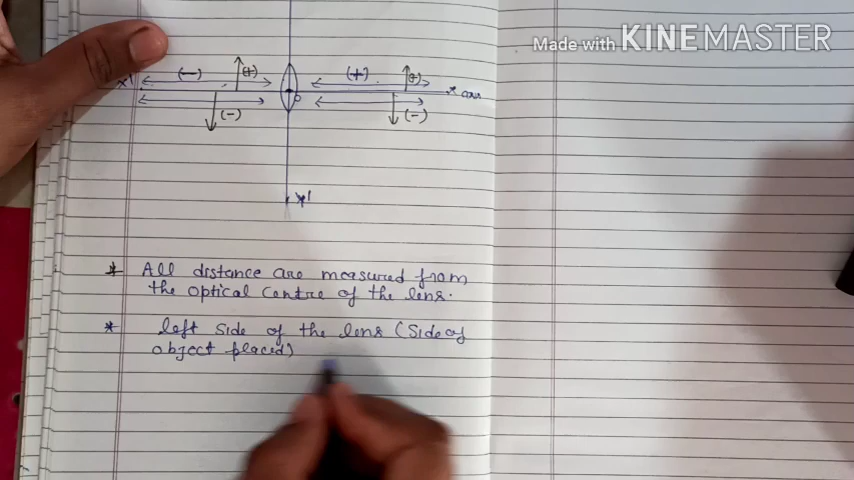 Made with KINEMASTER
(-) (+) (+) (+)
x' O
(-) (-)
* All distance are measured from
the optical centre of the lens.
* left side of the lens (Side of
object placed)